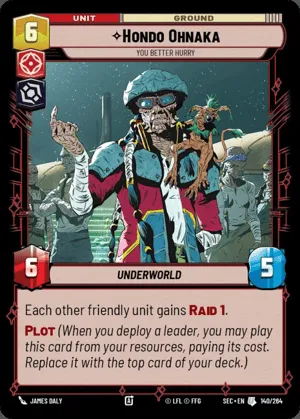 UNIT GROUND
6
✧HONDO OHNAKA
YOU BETTER HURRY
6
5
UNDERWORLD
Each other friendly unit gains RAID 1.
PLOT (When you deploy a leader, you may
play this card from your resources, paying its cost.
Replace it with the top card of your deck.)
JAMES DALY © LFL © FFG SEC•EN 140/264